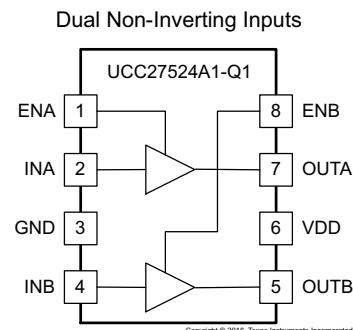 Dual Non-Inverting Inputs
UCC27524A1-Q1
ENA 1 8 ENB
INA 2 7 OUTA
GND 3 6 VDD
INB 4 5 OUTB
Copyright © 2016, Texas Instruments Incorporated